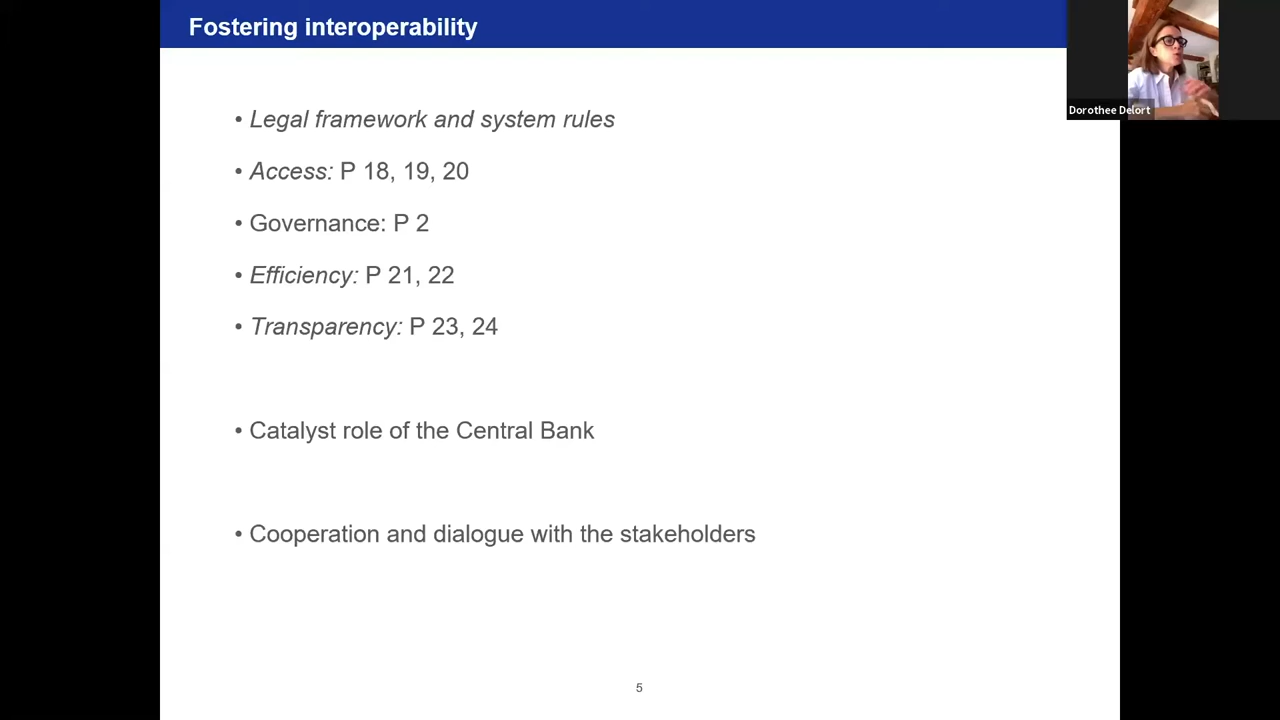 Fostering interoperability
Dorothee Delort
• Legal framework and system rules
• Access: P 18, 19, 20
• Governance: P 2
• Efficiency: P 21, 22
• Transparency: P 23, 24
• Catalyst role of the Central Bank
• Cooperation and dialogue with the stakeholders
5